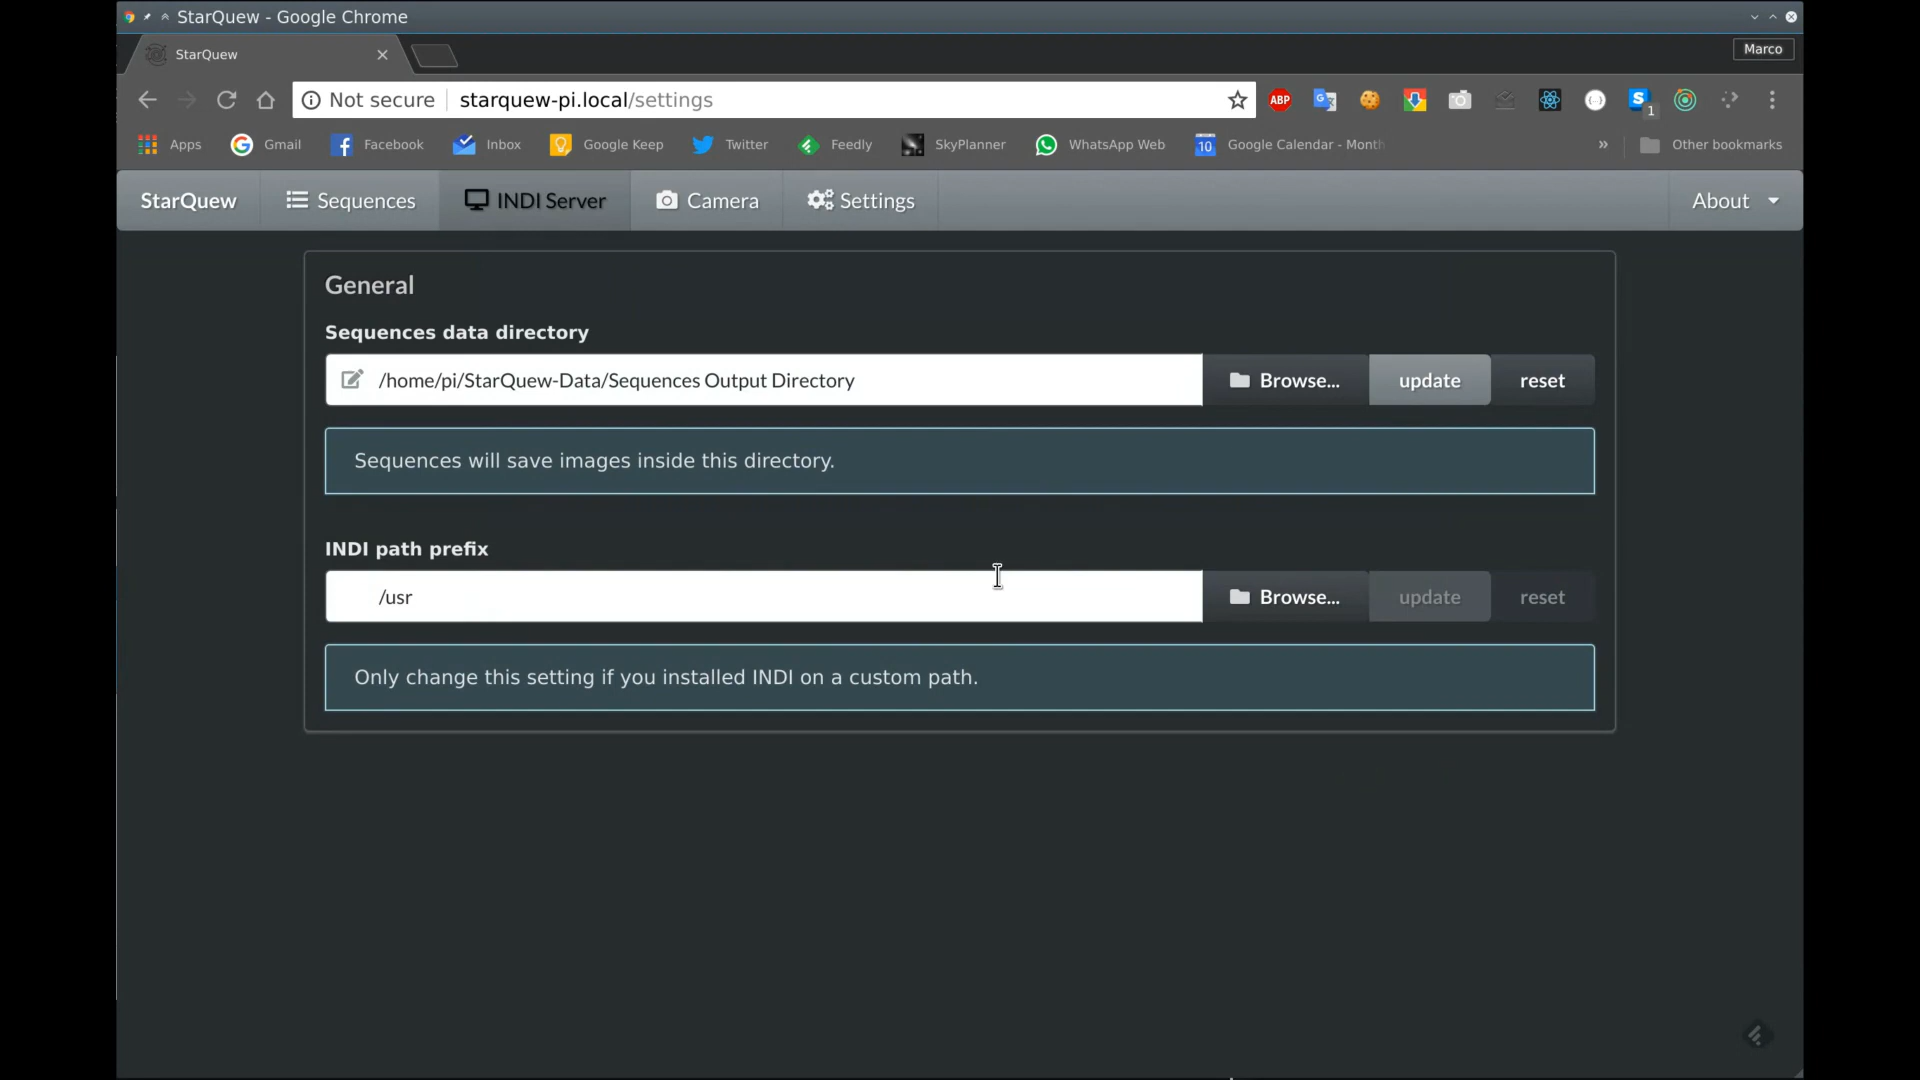 StarQuew - Google Chrome
StarQuew
Marco
Not secure starquew-pi.local/settings
ABP
S 1
Apps Gmail Facebook Inbox Google Keep Twitter Feedly SkyPlanner WhatsApp Web 10 Google Calendar - Month » Other bookmarks
StarQuew Sequences INDI Server Camera Settings About
General
Sequences data directory
/home/pi/StarQuew-Data/Sequences Output Directory Browse... update reset
Sequences will save images inside this directory.
INDI path prefix
/usr Browse... update reset
Only change this setting if you installed INDI on a custom path.